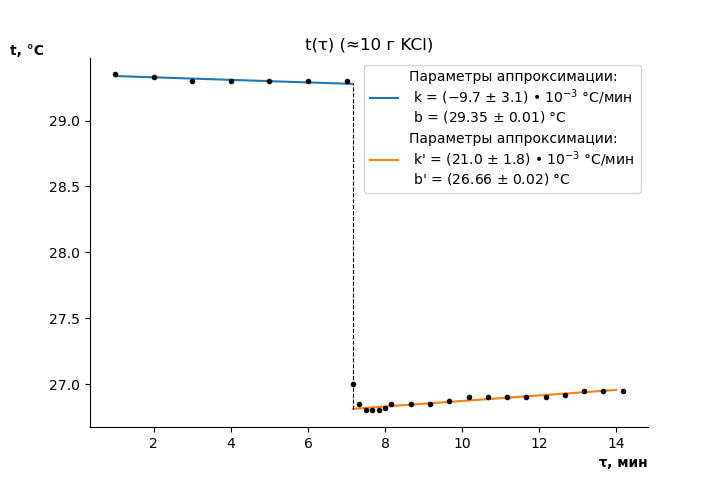 t(τ) (≈10 г KCl)
t, °C
Параметры аппроксимации:
k = (−9.7 ± 3.1) • 10⁻³ °C/мин
b = (29.35 ± 0.01) °C
Параметры аппроксимации:
k' = (21.0 ± 1.8) • 10⁻³ °C/мин
b' = (26.66 ± 0.02) °C
29.0
28.5
28.0
27.5
27.0
2 4 6 8 10 12 14
τ, мин